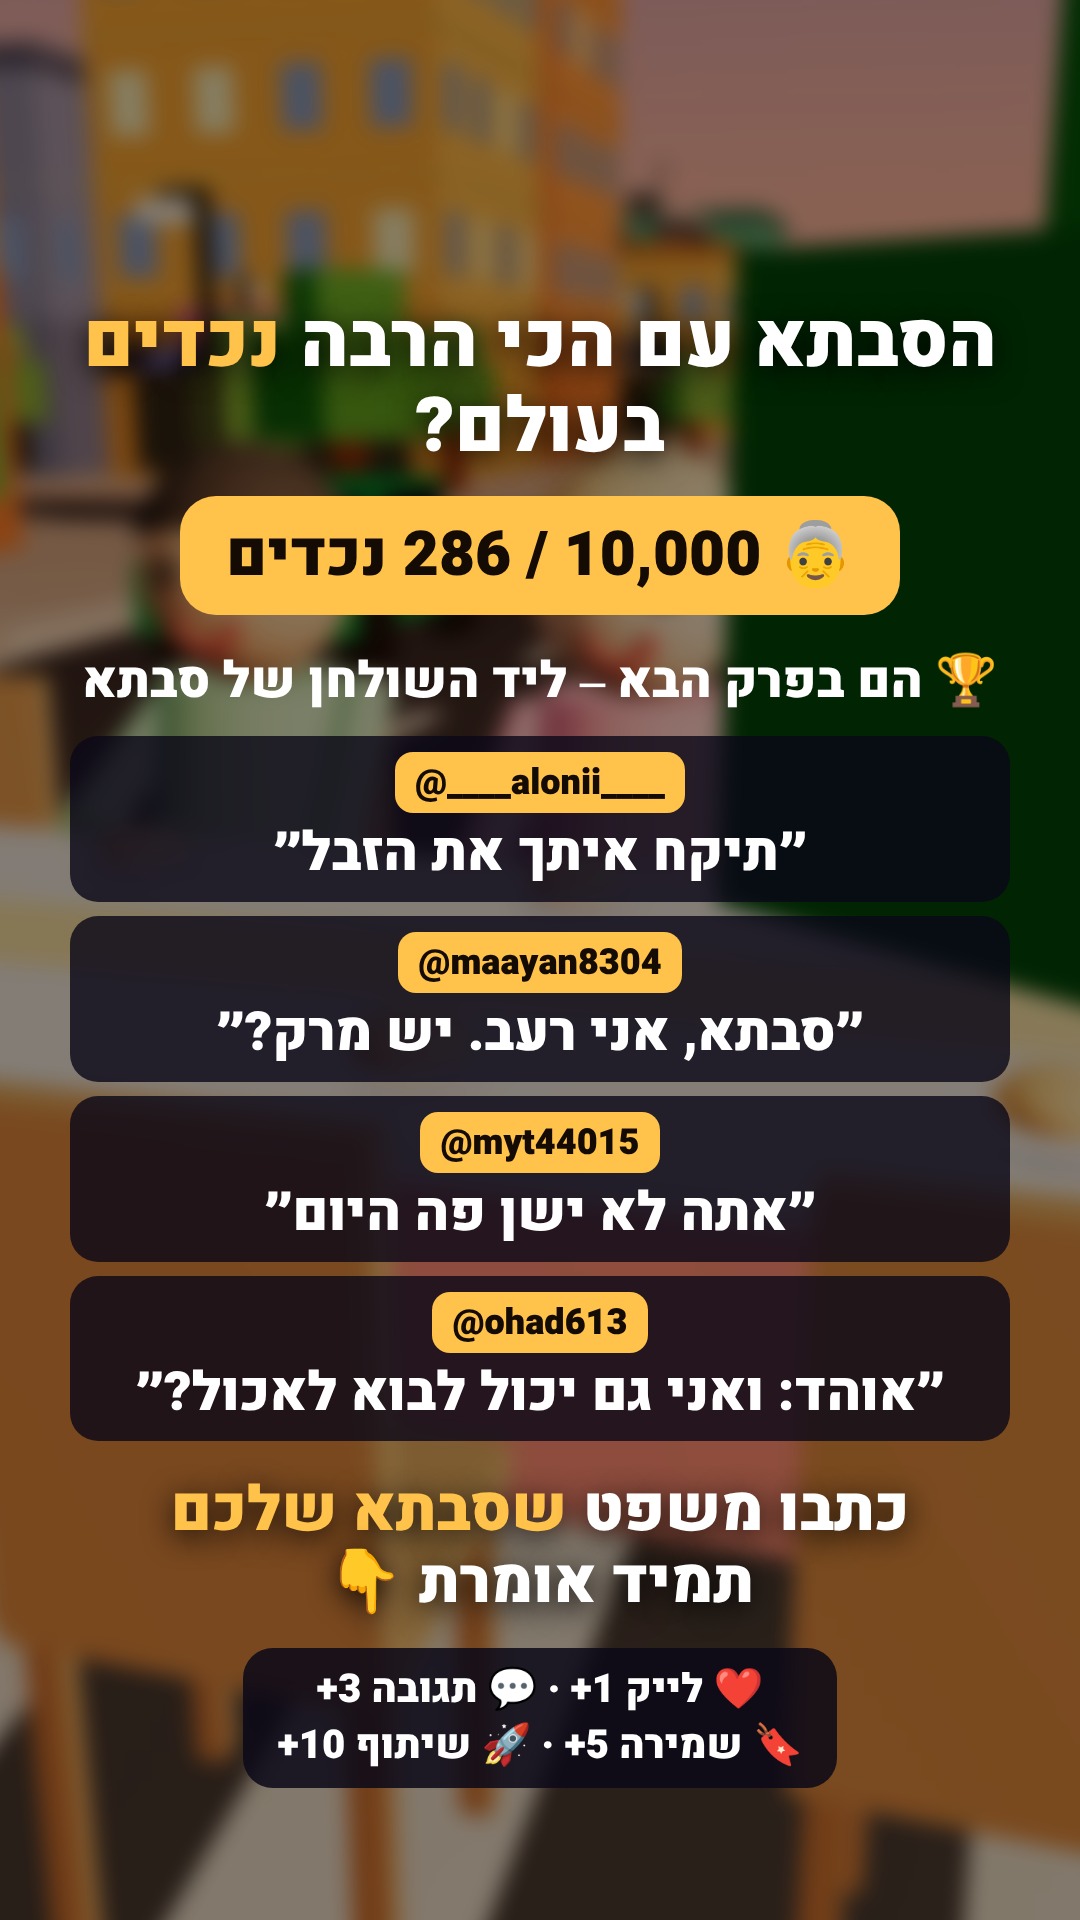 הסבתא עם הכי הרבה נכדים
בעולם?
👵 286 / 10,000 נכדים
🏆 הם בפרק הבא – ליד השולחן של סבתא
@____alonii____
״תיקח איתך את הזבל״
@maayan8304
״סבתא, אני רעב. יש מרק?״
@myt44015
״אתה לא ישן פה היום״
@ohad613
״אוהד: ואני גם יכול לבוא לאכול?״
כתבו משפט שסבתא שלכם
תמיד אומרת 👇
❤️ לייק +1 · 💬 תגובה +3
🔖 שמירה +5 · 🚀 שיתוף +10